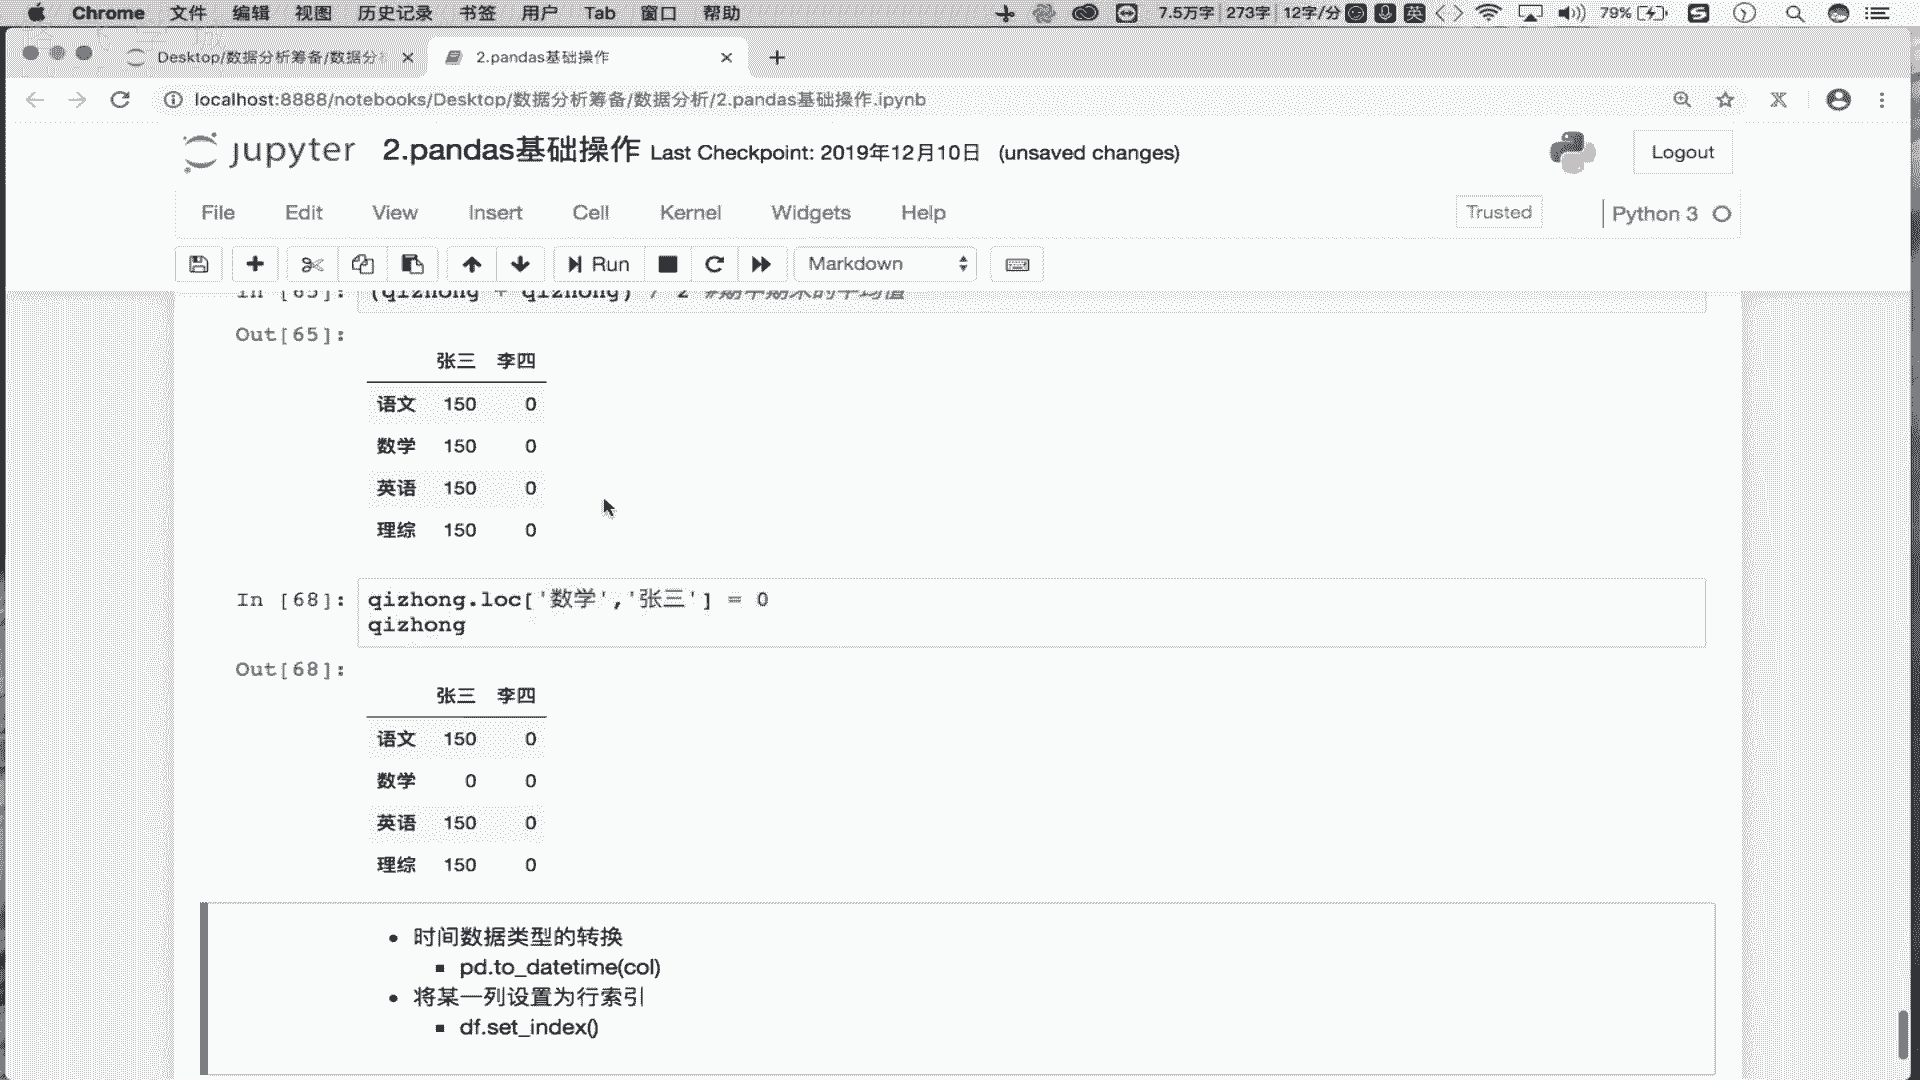 Chrome 文件 编辑 视图 历史记录 书签 用户 Tab 窗口 帮助 7.5万字 273字 12字/分 英 79%
Desktop/数据分析筹备/数据分 2.pandas基础操作
localhost:8888/notebooks/Desktop/数据分析筹备/数据分析/2.pandas基础操作.ipynb
jupyter 2.pandas基础操作 Last Checkpoint: 2019年12月10日 (unsaved changes) Logout
File Edit View Insert Cell Kernel Widgets Help Trusted Python 3
Run Markdown
In [65]: (qizhong + qizhong) / 2 #期中期末的平均值
Out[65]:
张三 李四
语文 150 0
数学 150 0
英语 150 0
理综 150 0
In [68]: qizhong.loc['数学','张三'] = 0
qizhong
Out[68]:
张三 李四
语文 150 0
数学 0 0
英语 150 0
理综 150 0
• 时间数据类型的转换
▪ pd.to_datetime(col)
• 将某一列设置为行索引
▪ df.set_index()